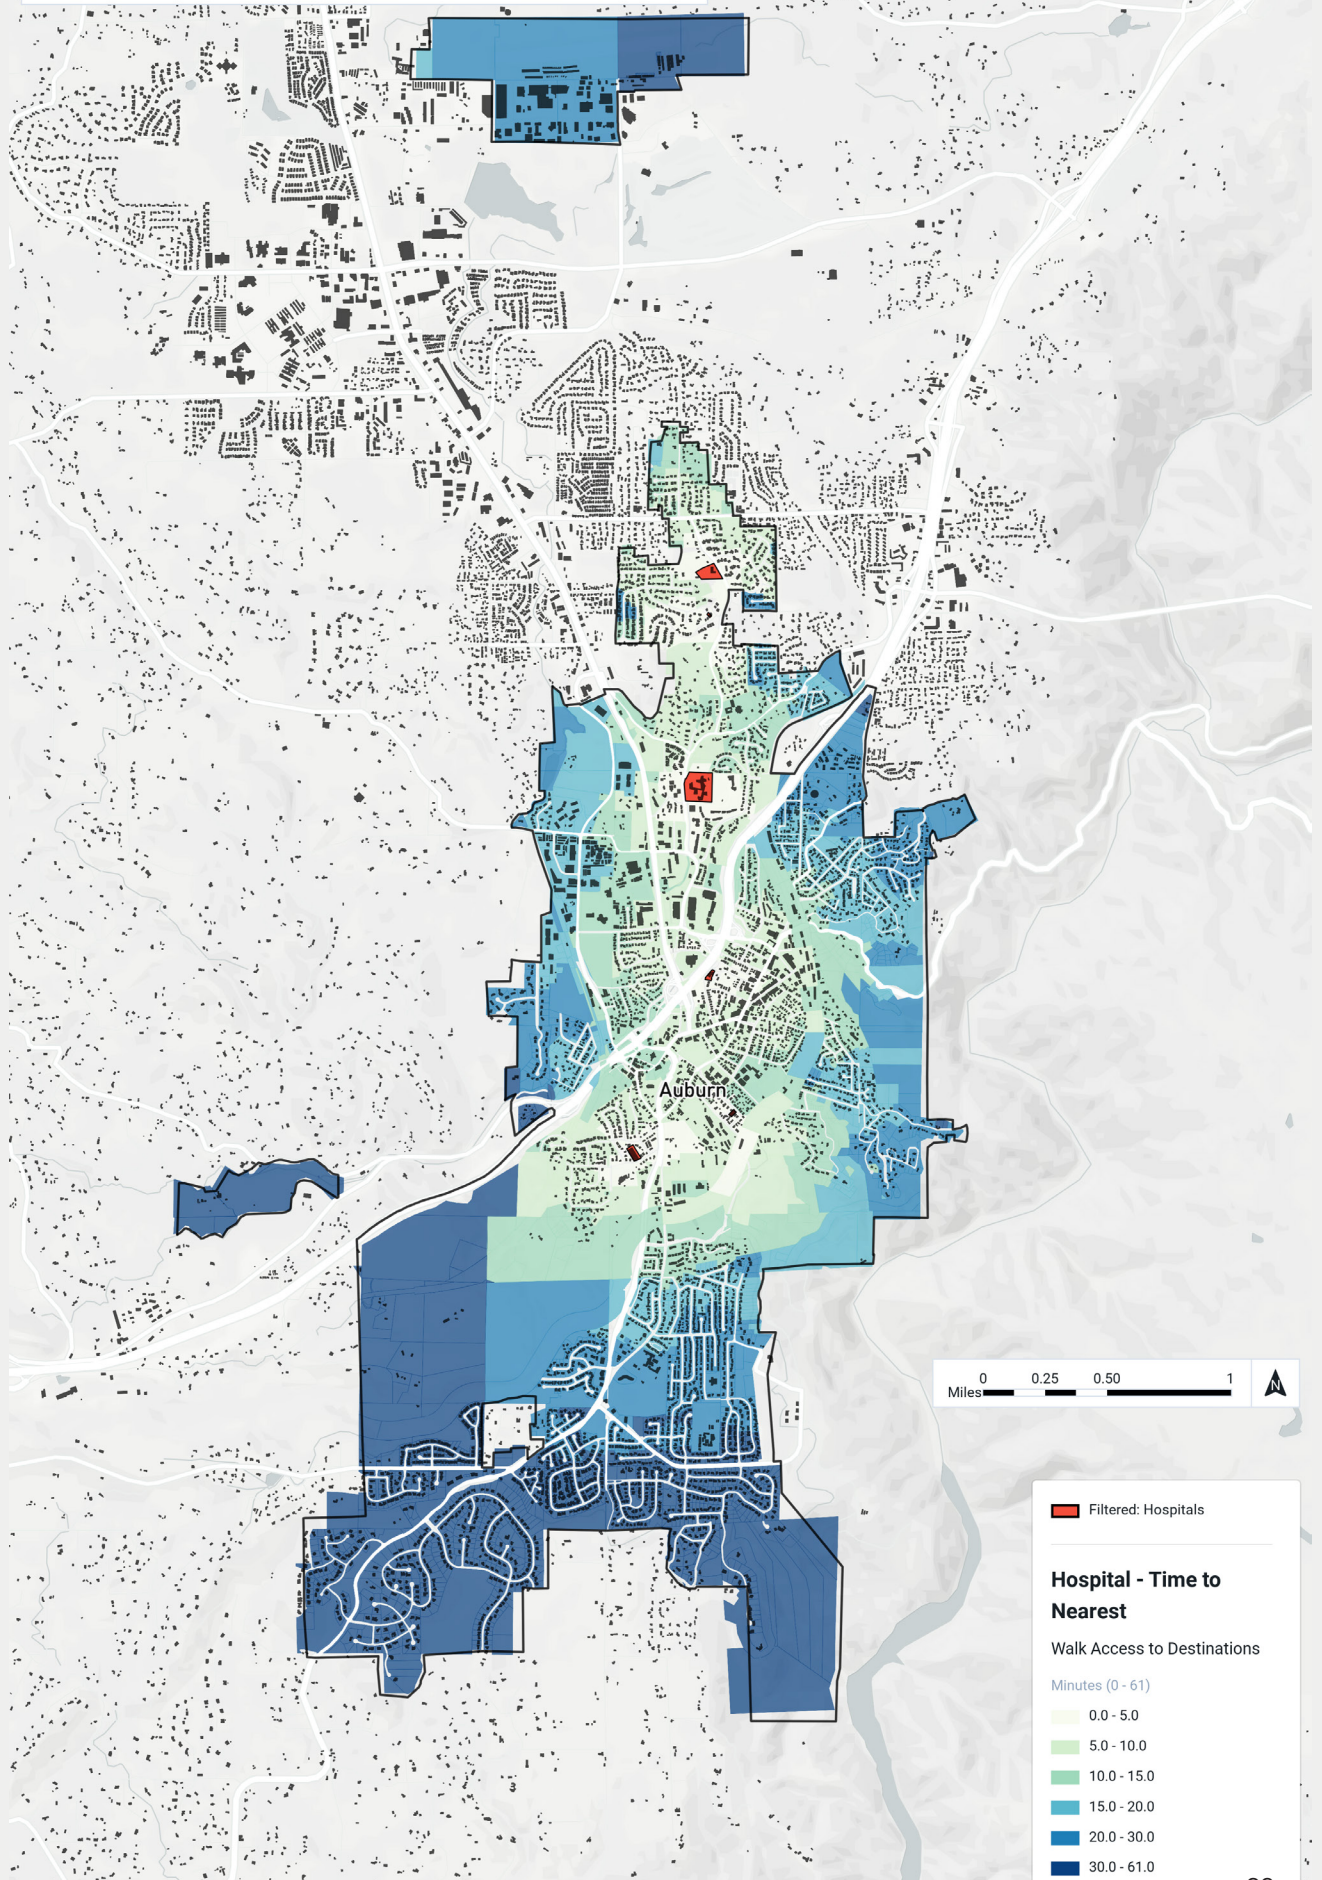 Auburn
0 0.25 0.50 1
Miles
N
Filtered: Hospitals
Hospital - Time to
Nearest
Walk Access to Destinations
Minutes (0 - 61)
0.0 - 5.0
5.0 - 10.0
10.0 - 15.0
15.0 - 20.0
20.0 - 30.0
30.0 - 61.0